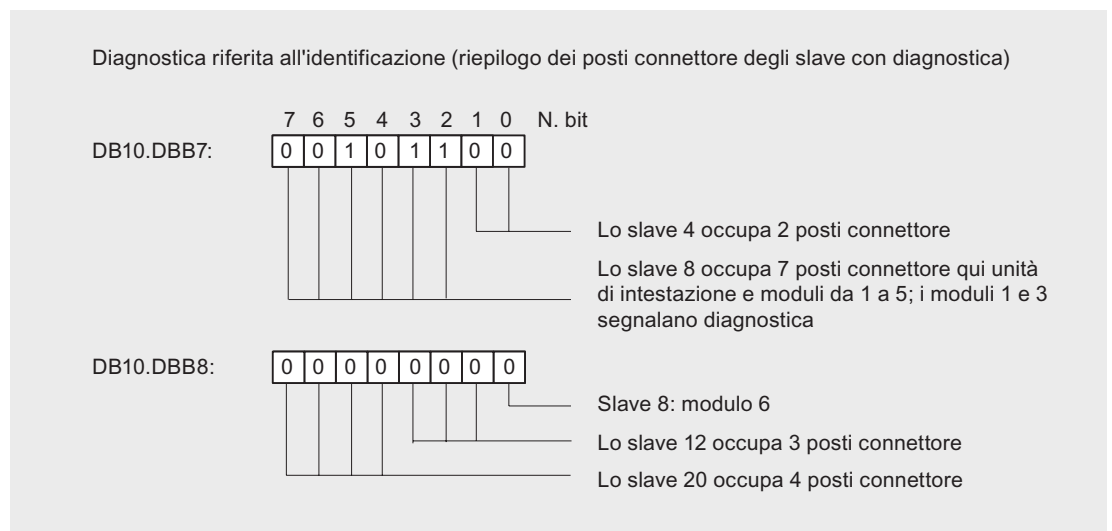 Diagnostica riferita all'identificazione (riepilogo dei posti connettore degli slave con diagnostica)
7 6 5 4 3 2 1 0 N. bit
DB10.DBB7: 0 0 1 0 1 1 0 0
Lo slave 4 occupa 2 posti connettore
Lo slave 8 occupa 7 posti connettore qui unità
di intestazione e moduli da 1 a 5; i moduli 1 e 3
segnalano diagnostica
DB10.DBB8: 0 0 0 0 0 0 0 0
Slave 8: modulo 6
Lo slave 12 occupa 3 posti connettore
Lo slave 20 occupa 4 posti connettore